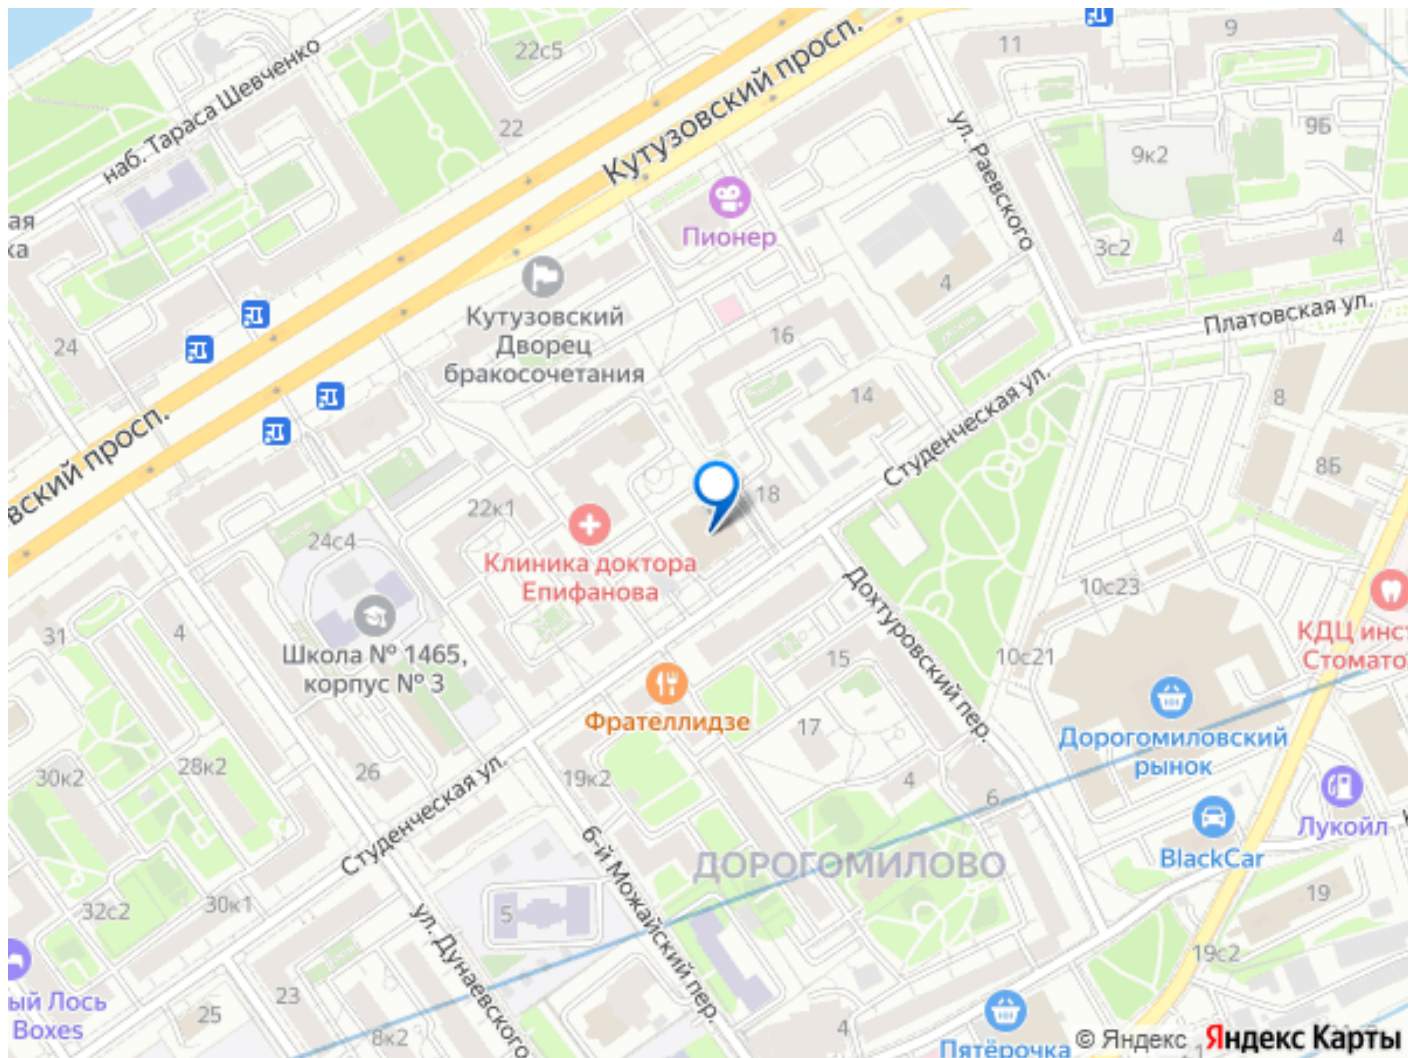 22с5
11
9
наб. Тараса Шевченко
22
Кутузовский просп.
ул. Раевского
9Б
9к2
Пионер
3с2
4
4
Кутузовский
Дворец
бракосочетания
Платовская ул.
24
16
14
8
Студенческая ул.
8Б
18
22к1
24с4
Клиника доктора
Епифанова
10с23
31
4
Школа № 1465,
корпус № 3
Дохтуровский пер.
15
10с21
Фрателлидзе
17
Дорогомиловский
рынок
30к2
28к2
26
19к2
4
6
Лукойл
Студенческая ул.
6-й Можайский пер.
BlackCar
ДОРОГОМИЛОВО
32с2
30к1
5
19
ул. Дунаевского
19с2
23
25
Boxes
8к2
4
Пятёрочка
© Яндекс Яндекс Карты